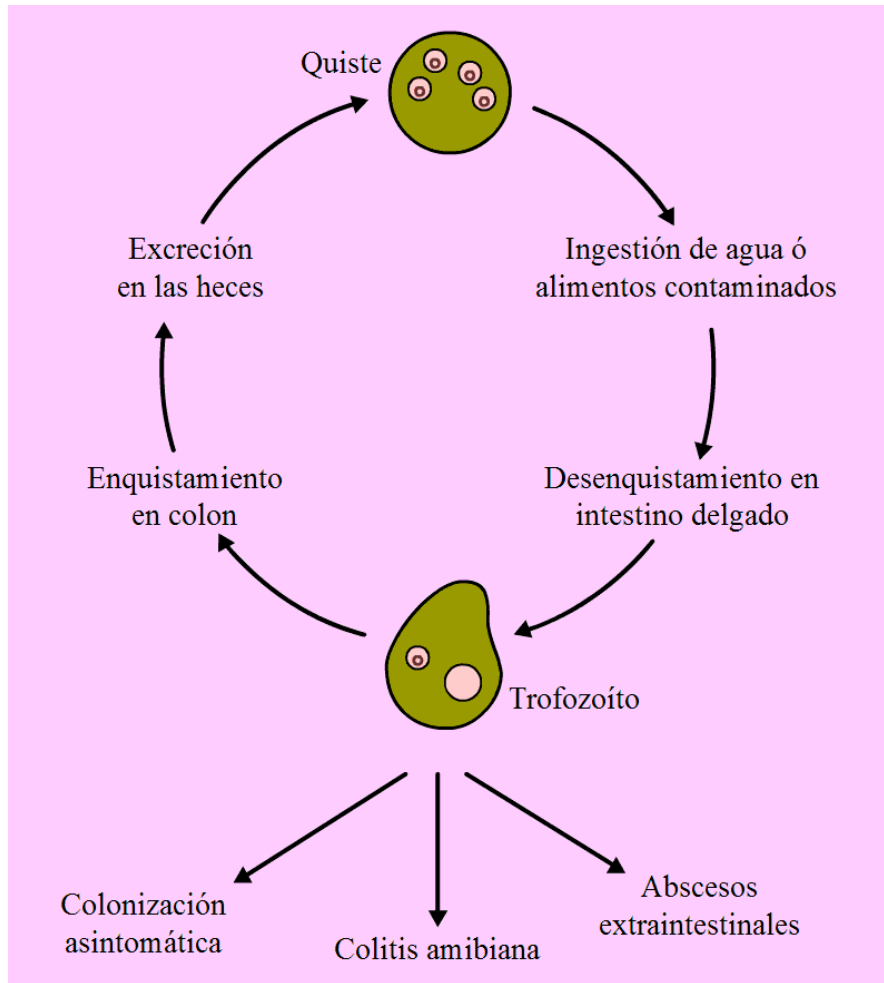 Quiste
Ingestión de agua ó
alimentos contaminados
Desenquistamiento en
intestino delgado
Trofozoíto
Enquistamiento
en colon
Excreción
en las heces
Colonización
asintomática
Colitis amibiana
Abscesos
extraintestinales